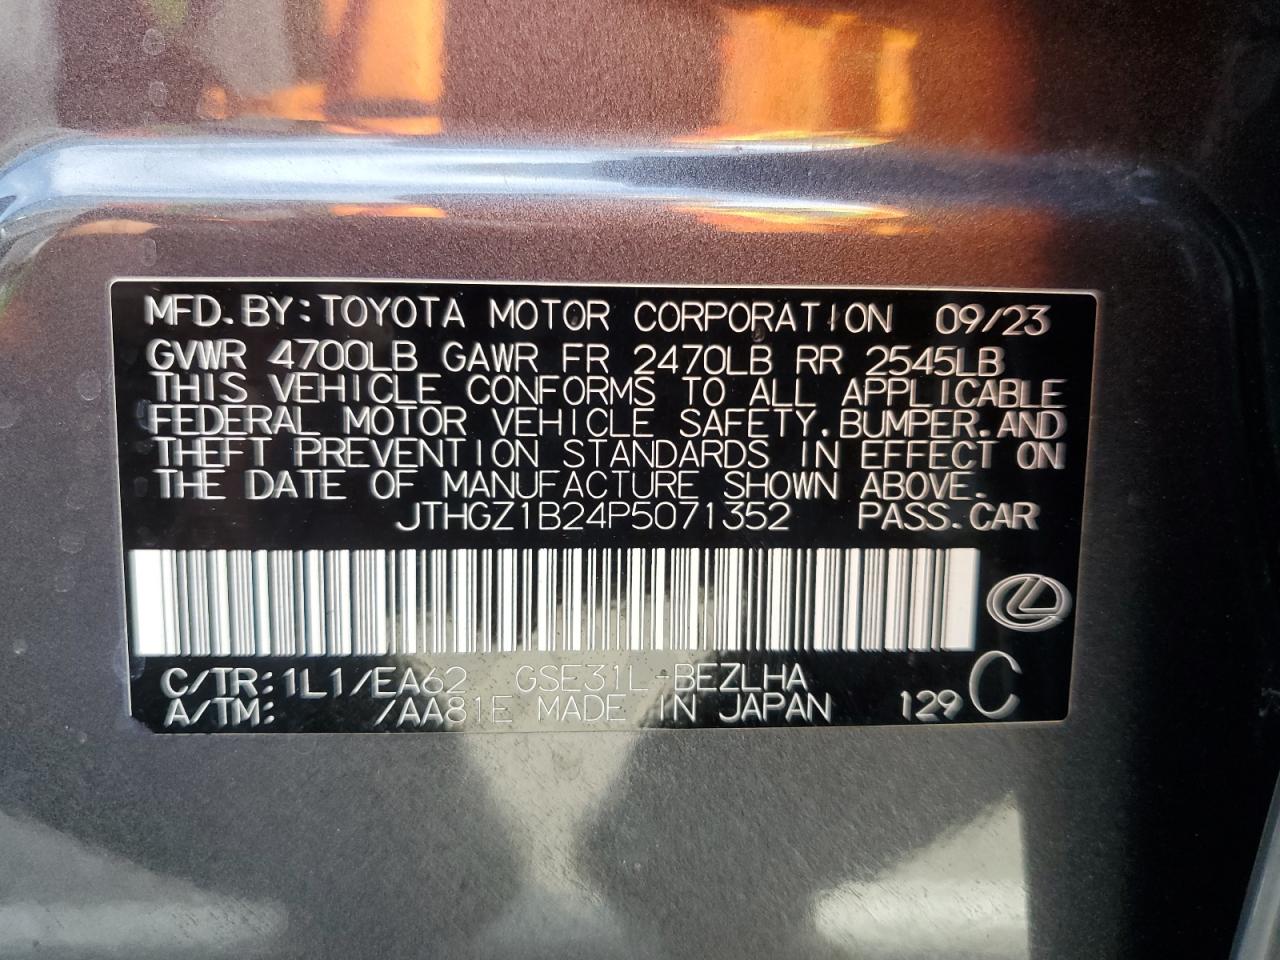 MFD. BY: TOYOTA MOTOR CORPORATION 09/23
GVWR 4700LB GAWR FR 2470LB RR 2545LB
THIS VEHICLE CONFORMS TO ALL APPLICABLE
FEDERAL MOTOR VEHICLE SAFETY, BUMPER, AND
THEFT PREVENTION STANDARDS IN EFFECT ON
THE DATE OF MANUFACTURE SHOWN ABOVE.
JTHGZ1B24P5071352 PASS. CAR
C/TR: 1L1/EA62 GSE31L-BEZLHA
A/TM: /AA81E MADE IN JAPAN 129 C